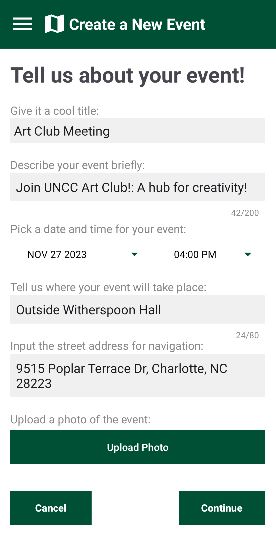 Create a New Event
Tell us about your event!
Give it a cool title:
Art Club Meeting
Describe your event briefly:
Join UNCC Art Club!: A hub for creativity!
42/200
Pick a date and time for your event:
NOV 27 2023 04:00 PM
Tell us where your event will take place:
Outside Witherspoon Hall
24/80
Input the street address for navigation:
9515 Poplar Terrace Dr, Charlotte, NC
28223
Upload a photo of the event:
Upload Photo
Cancel Continue